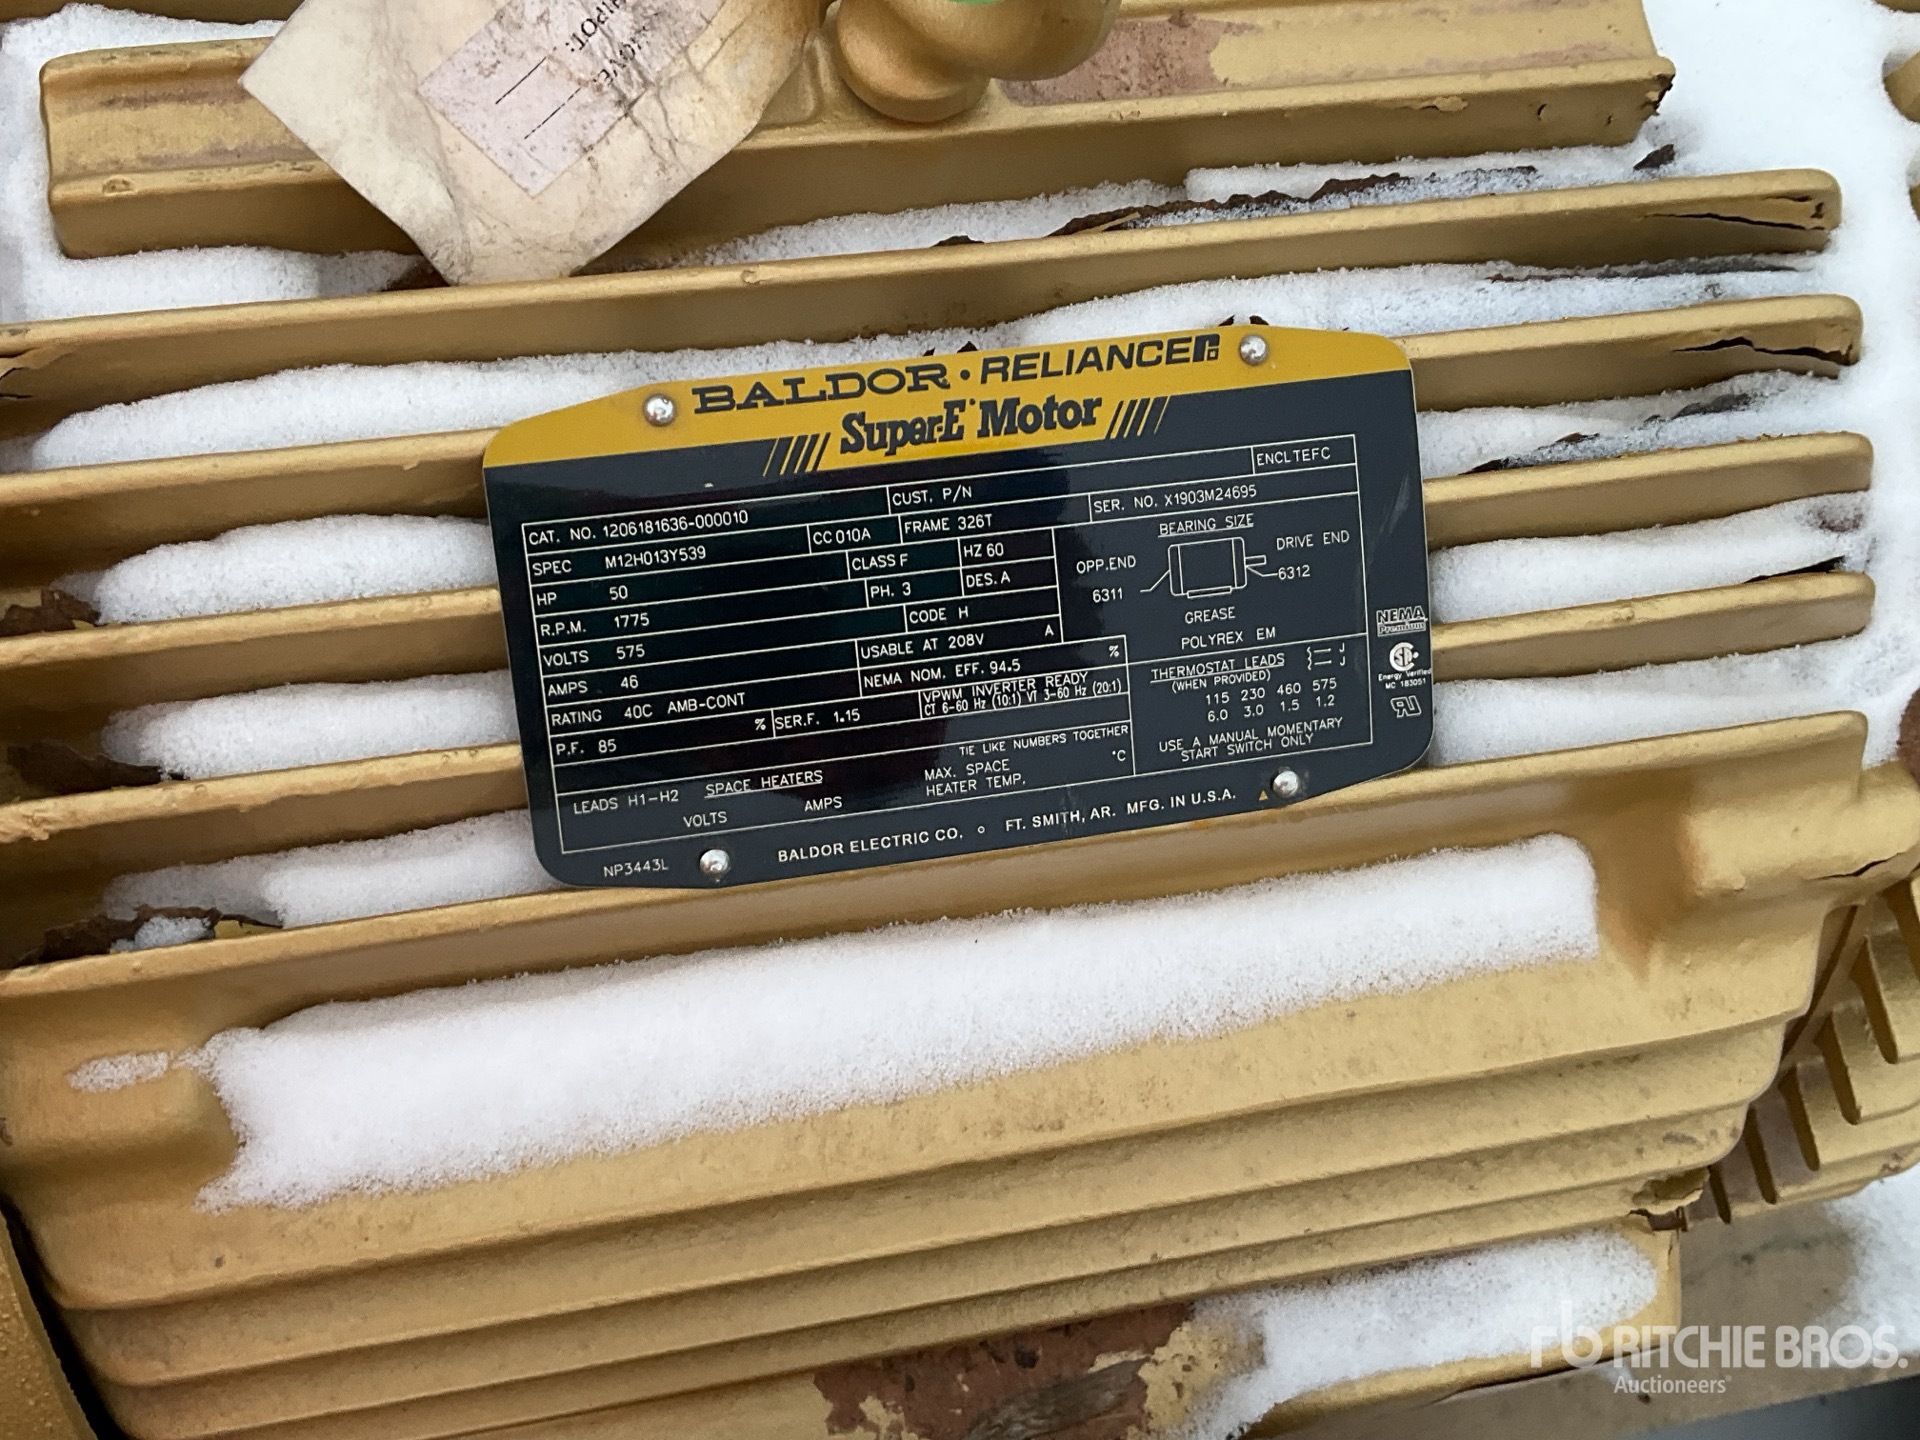 HIPOT:
BALDOR · RELIANCE
Super-E Motor
CAT. NO. 1206181636-000010 CUST. P/N ENCL TEFC
SPEC M12H013Y539 CC 010A FRAME 326T SER. NO. X1903M24695
HP 50 CLASS F HZ 60
R.P.M. 1775 PH. 3 DES. A
VOLTS 575 CODE H
AMPS 46 USABLE AT 208V A
RATING 40C AMB-CONT NEMA NOM. EFF. 94.5 %
P.F. 85 % SER.F. 1.15 VPWM INVERTER READY
CT 6-60 Hz (10:1) VT 3-60 Hz (20:1)
TIE LIKE NUMBERS TOGETHER
SPACE HEATERS
LEADS H1-H2 VOLTS AMPS
MAX. SPACE
HEATER TEMP. °C
BEARING SIZE
OPP.END DRIVE END
6311 6312
GREASE
POLYREX EM
THERMOSTAT LEADS J
(WHEN PROVIDED) J
115 230 460 575
6.0 3.0 1.5 1.2
USE A MANUAL MOMENTARY
START SWITCH ONLY
NEMA
Premium
Energy Verified
MC 183051
NP3443L
BALDOR ELECTRIC CO. FT. SMITH, AR. MFG. IN U.S.A.
rb RITCHIE BROS.
Auctioneers